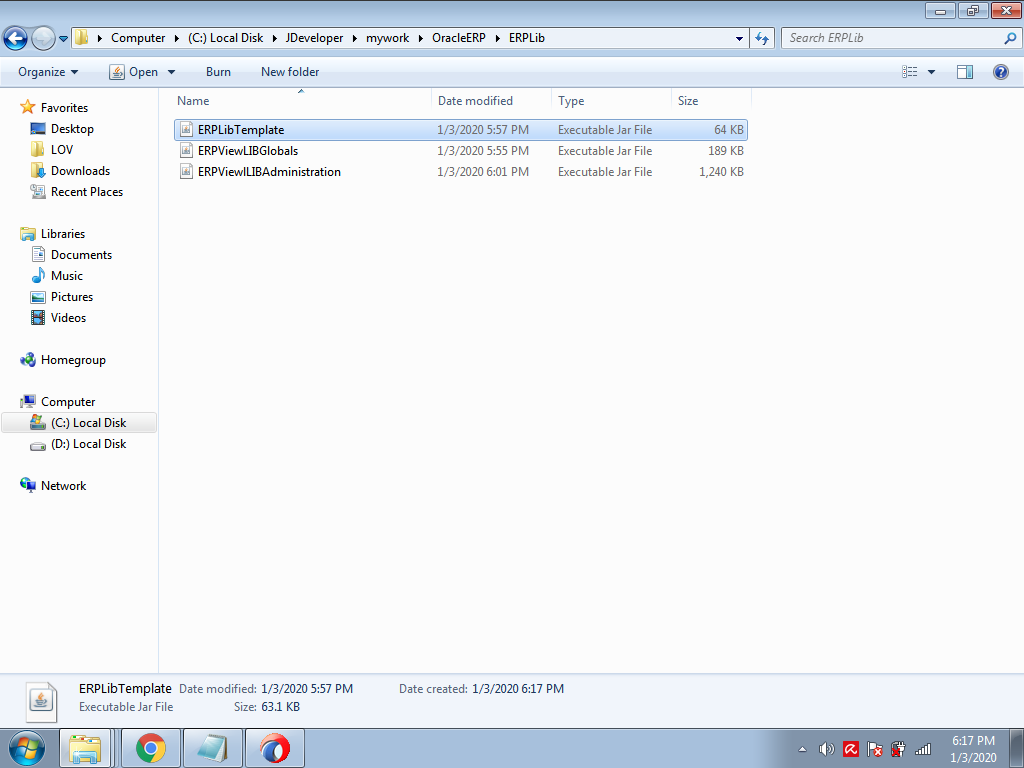 Computer (C:) Local Disk JDeveloper mywork OracleERP ERPLib Search ERPLib
Organize Open Burn New folder
Favorites
Desktop
LOV
Downloads
Recent Places
Libraries
Documents
Music
Pictures
Videos
Homegroup
Computer
(C:) Local Disk
(D:) Local Disk
Network
Name Date modified Type Size
ERPLibTemplate 1/3/2020 5:57 PM Executable Jar File 64 KB
ERPViewLIBGlobals 1/3/2020 5:55 PM Executable Jar File 189 KB
ERPViewlLIBAdministration 1/3/2020 6:01 PM Executable Jar File 1,240 KB
ERPLibTemplate Date modified: 1/3/2020 5:57 PM Date created: 1/3/2020 6:17 PM
Executable Jar File Size: 63.1 KB
6:17 PM
1/3/2020